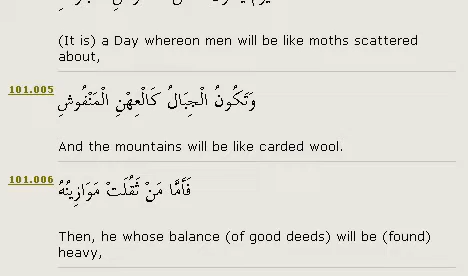 (It is) a Day whereon men will be like moths scattered
about,
101.005
وَتَكُونُ الْجِبَالُ كَالْعِهْنِ الْمَنْفُوشِ
And the mountains will be like carded wool.
101.006
فَأَمَّا مَنْ ثَقُلَتْ مَوَازِينُهُ
Then, he whose balance (of good deeds) will be (found)
heavy,